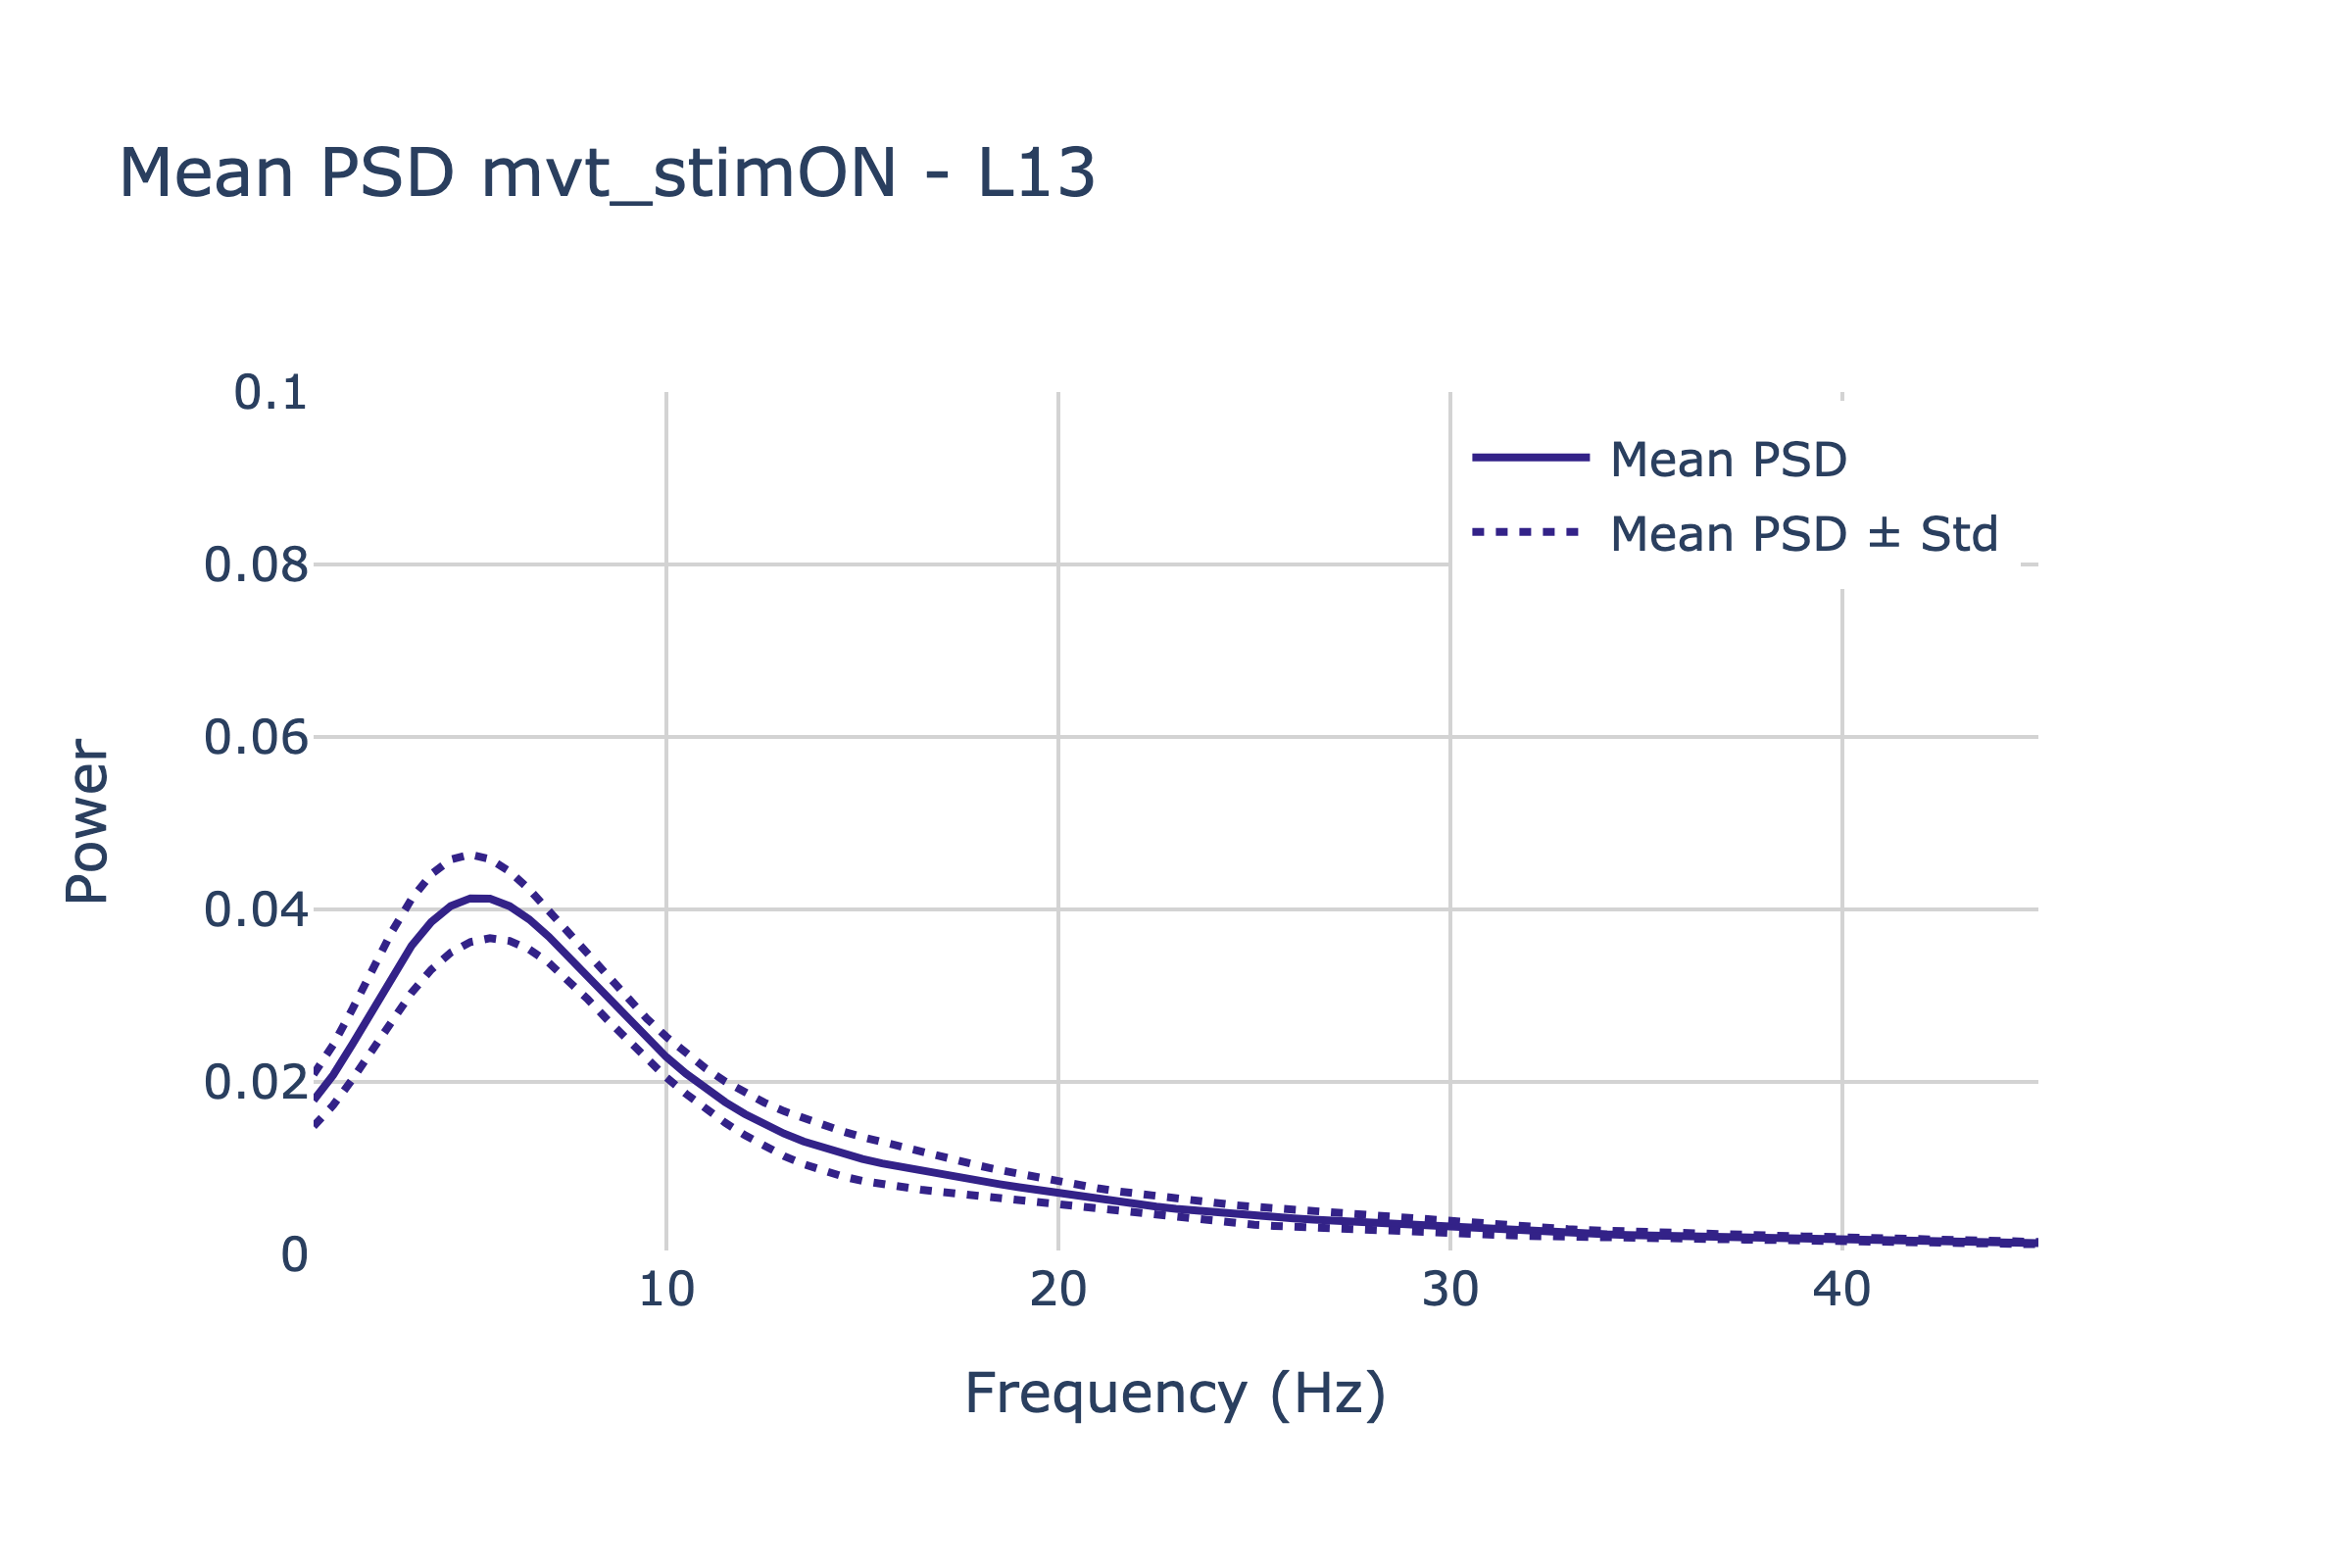 Mean PSD mvt_stimON - L13
0.1
0.08
0.06
0.04
0.02
0
Power
Mean PSD
Mean PSD ± Std
10 20 30 40
Frequency (Hz)